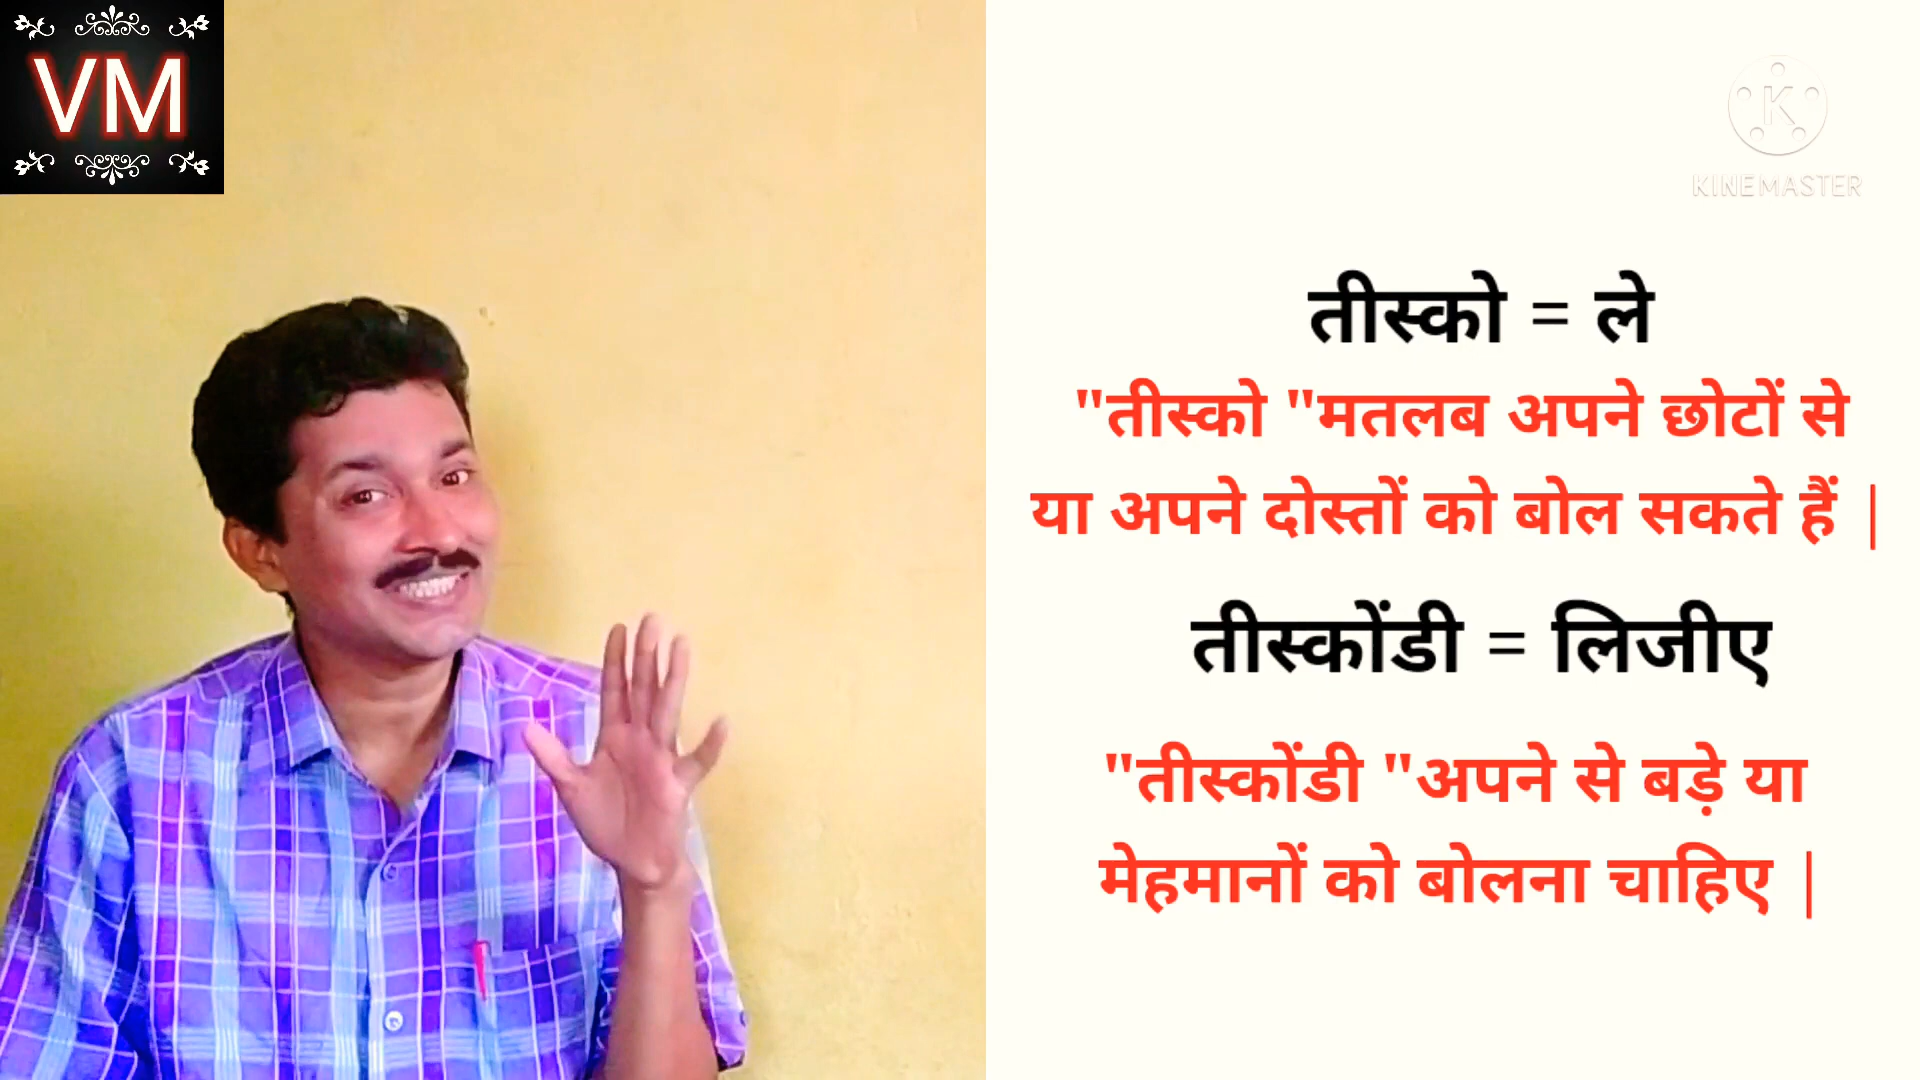 VM
KINEMASTER
तीस्को = ले
"तीस्को "मतलब अपने छोटों से
या अपने दोस्तों को बोल सकते हैं |
तीस्कोंडी = लिजीए
"तीस्कोंडी "अपने से बड़े या
मेहमानों को बोलना चाहिए |